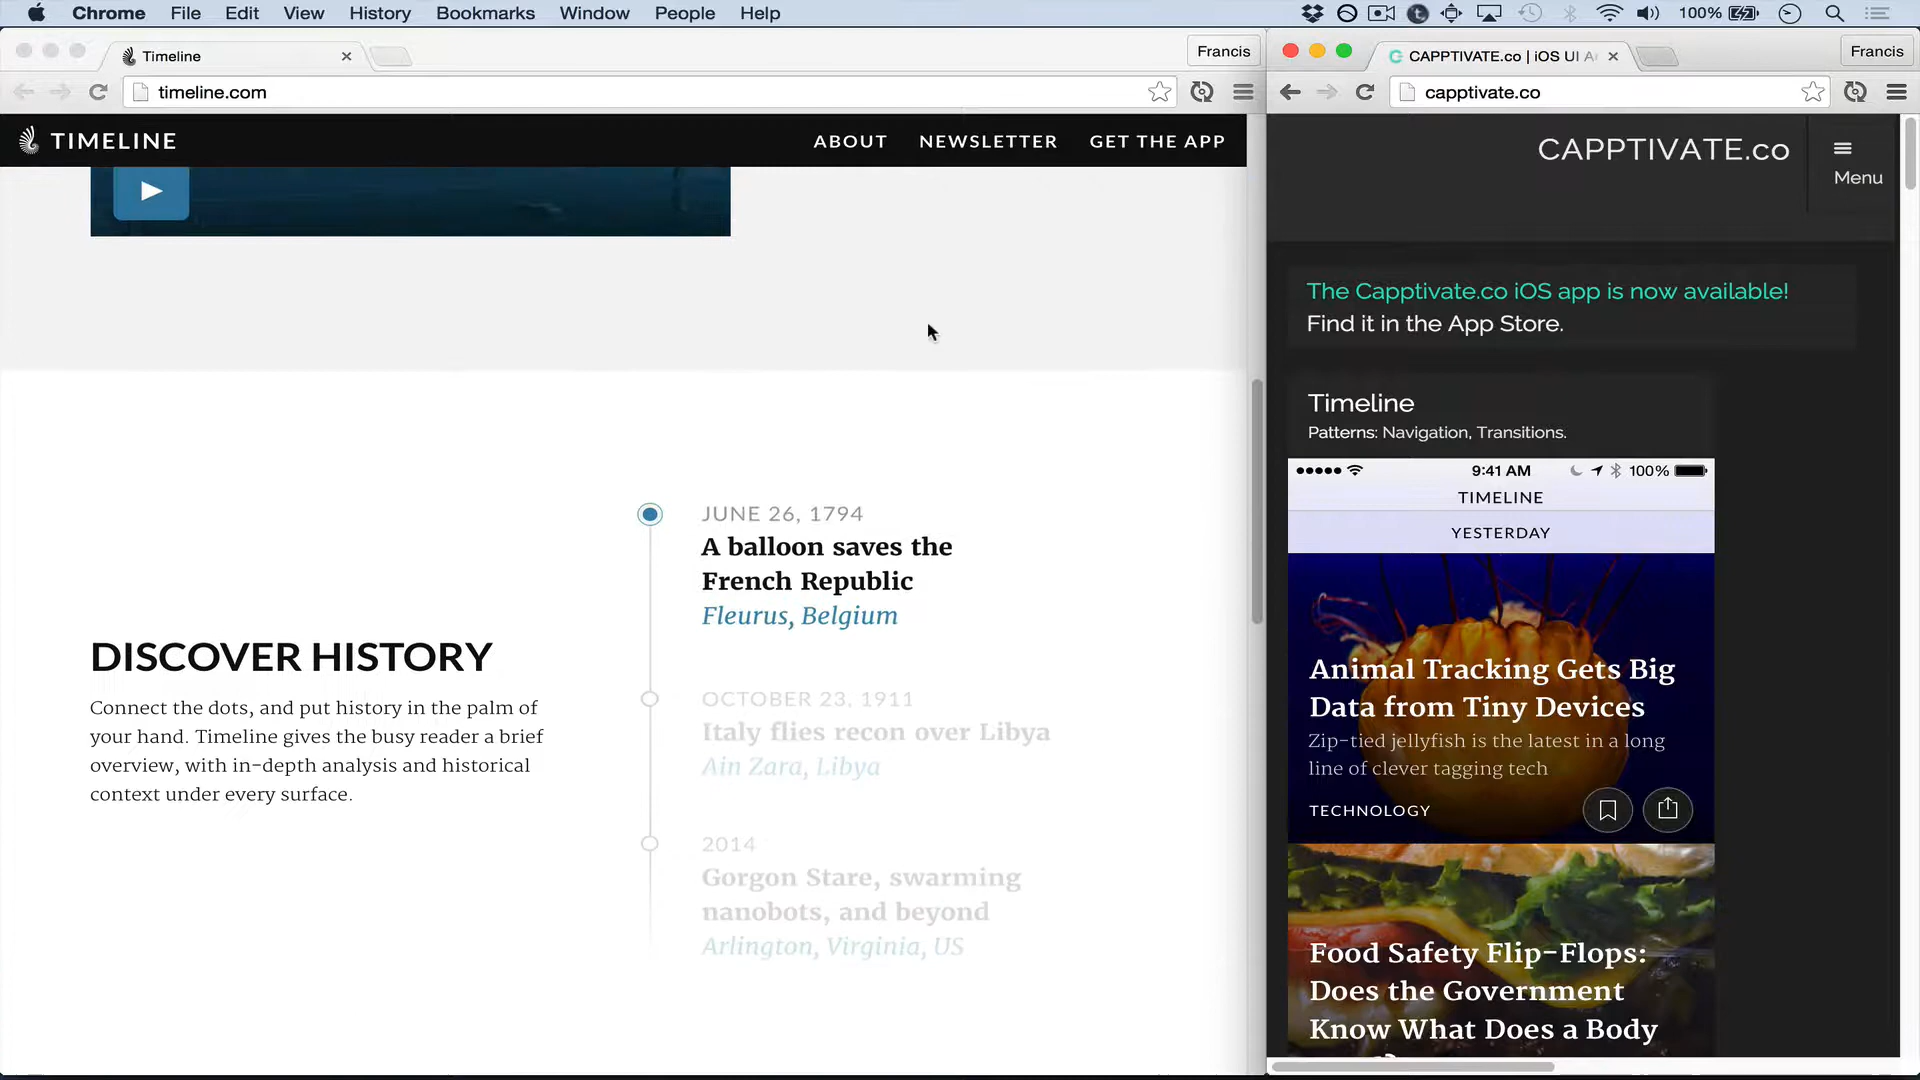 Chrome File Edit View History Bookmarks Window People Help 100%
Timeline Francis
timeline.com
TIMELINE ABOUT NEWSLETTER GET THE APP
JUNE 26, 1794
A balloon saves the
French Republic
Fleurus, Belgium
DISCOVER HISTORY
Connect the dots, and put history in the palm of
your hand. Timeline gives the busy reader a brief
overview, with in-depth analysis and historical
context under every surface.
OCTOBER 23, 1911
Italy flies recon over Libya
Ain Zara, Libya
2014
Gorgon Stare, swarming
nanobots, and beyond
Arlington, Virginia, US
CAPPTIVATE.co | iOS UI A Francis
capptivate.co
CAPPTIVATE.co
Menu
The Capptivate.co iOS app is now available!
Find it in the App Store.
Timeline
Patterns: Navigation, Transitions.
9:41 AM 100%
TIMELINE
YESTERDAY
Animal Tracking Gets Big
Data from Tiny Devices
Zip-tied jellyfish is the latest in a long
line of clever tagging tech
TECHNOLOGY
Food Safety Flip-Flops:
Does the Government
Know What Does a Body